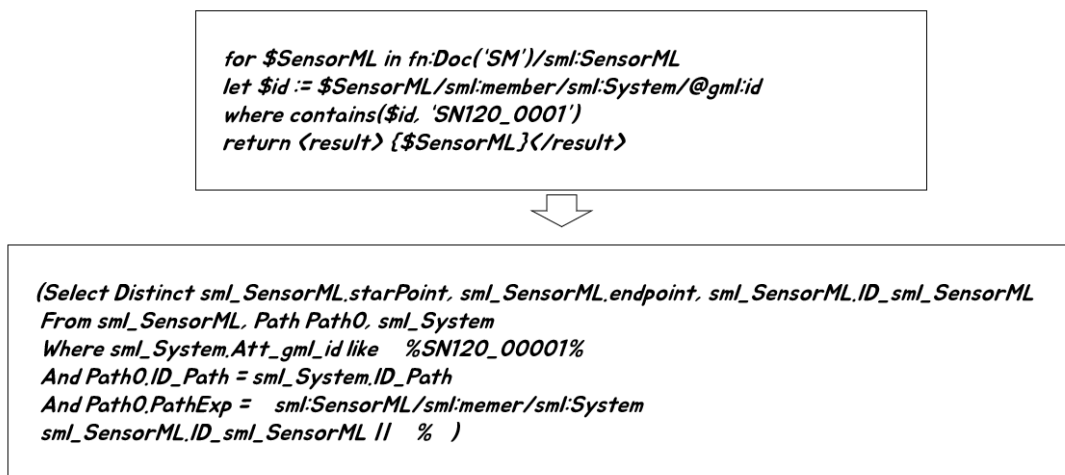 for $SensorML in fn:Doc('SM')/sml:SensorML
let $id := $SensorML/sml:member/sml:System/@gml:id
where contains($id, 'SN120_0001')
return <result> {$SensorML}</result>
(Select Distinct sml_SensorML.starPoint, sml_SensorML.endpoint, sml_SensorML.ID_sml_SensorML
From sml_SensorML, Path Path0, sml_System
Where sml_System.Att_gml_id like %SN120_00001%
And Path0.ID_Path = sml_System.ID_Path
And Path0.PathExp = sml:SensorML/sml:memer/sml:System
sml_SensorML.ID_sml_SensorML || % )